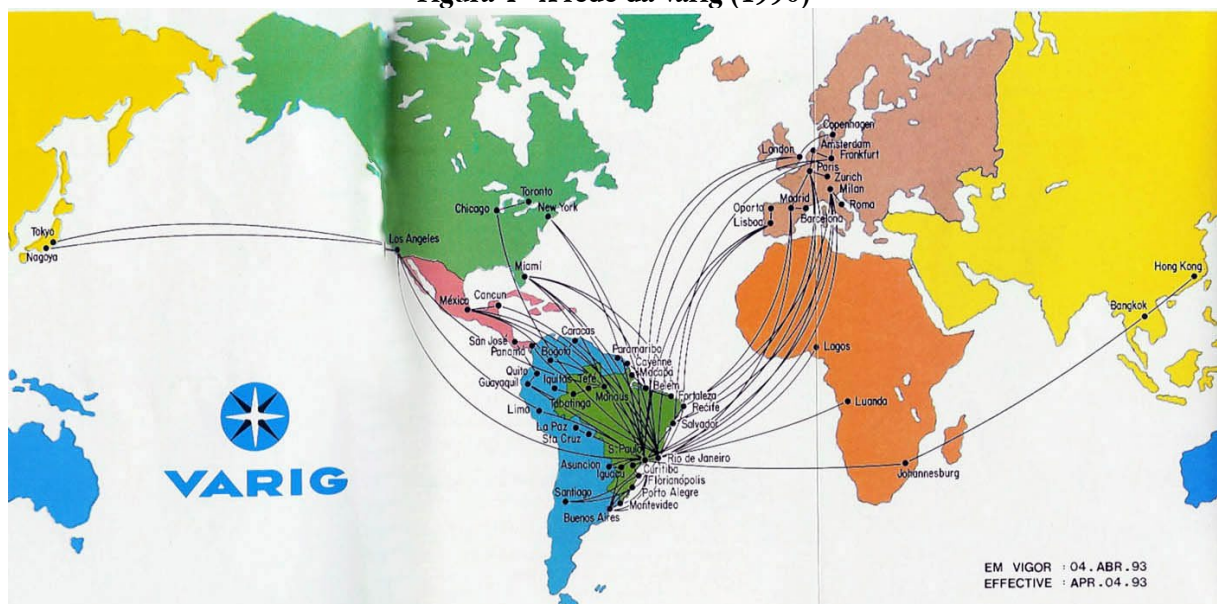 Figura 1 - A rede da Varig (1990)
Copenhagen
Amsterdam
London
Frankfurt
Paris
Zurich
Milan
Toronto
Chicago
New York
Madrid
Oporto
Roma
Lisboa
Barcelona
Tokyo
Nagoya
Los Angeles
Miami
Hong Kong
México
Cancun
Bangkok
San José
Panamá
Caracas
Bogotá
Paramaribo
Cayenne
Macapá
Lagos
Quito
Guayaquil
Iquitos
Tefé
Manaus
Belém
Tabatinga
Fortaleza
Recife
Luanda
Lima
Salvador
La Paz
Sta Cruz
S. Paulo
Rio de Janeiro
Asunción
Iguaçu
Curitiba
Florianópolis
Johannesburg
Santiago
Porto Alegre
Buenos Aires
Montevideo
VARIG
EM VIGOR : 04.ABR.93
EFFECTIVE : APR.04.93